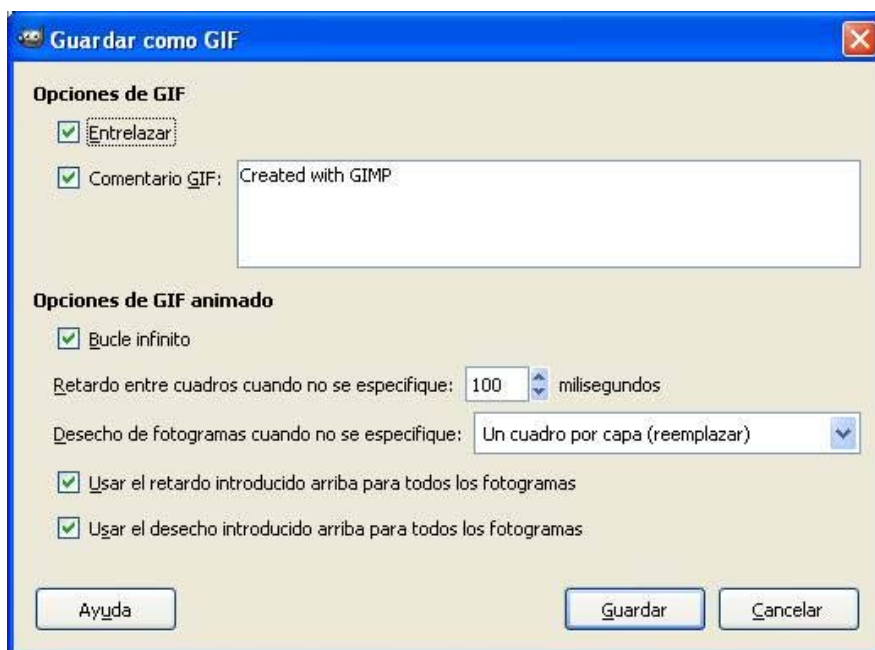 Guardar como GIF
Opciones de GIF
Entrelazar
Comentario GIF: Created with GIMP
Opciones de GIF animado
Bucle infinito
Retardo entre cuadros cuando no se especifique: 100 milisegundos
Desecho de fotogramas cuando no se especifique: Un cuadro por capa (reemplazar)
Usar el retardo introducido arriba para todos los fotogramas
Usar el desecho introducido arriba para todos los fotogramas
Ayuda Guardar Cancelar